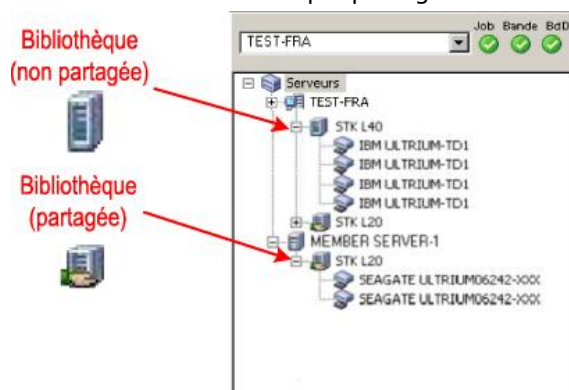 Bibliothèque
(non partagée)
Bibliothèque
(partagée)
Job Bande BdD
TEST-FRA
Serveurs
TEST-FRA
STK L40
IBM ULTRIUM-TD1
IBM ULTRIUM-TD1
IBM ULTRIUM-TD1
IBM ULTRIUM-TD1
STK L20
MEMBER SERVER-1
STK L20
SEAGATE ULTRIUM06242-XXX
SEAGATE ULTRIUM06242-XXX